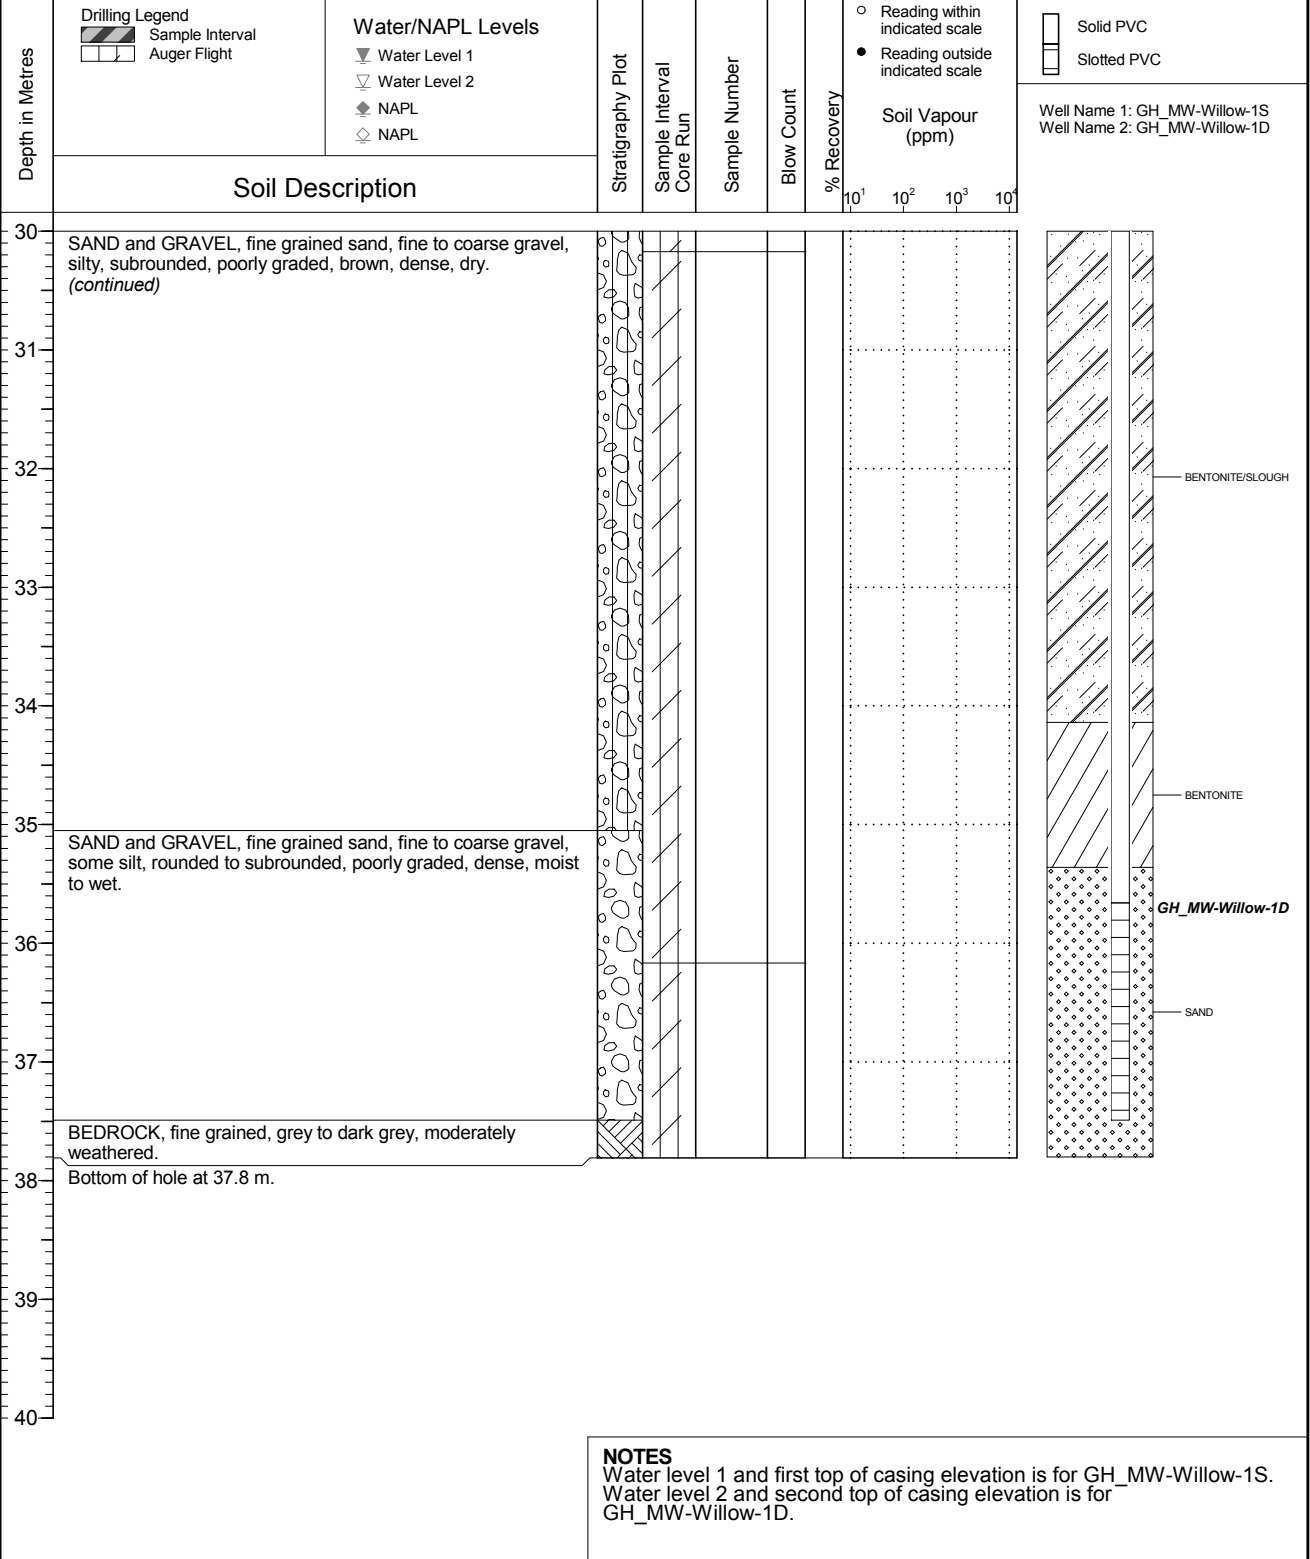 Drilling Legend
Sample Interval
Auger Flight
Water/NAPL Levels
Water Level 1
Water Level 2
NAPL
NAPL
Depth in Metres
Soil Description
Stratigraphy Plot
Sample Interval
Core Run
Sample Number
Blow Count
% Recovery
Reading within
indicated scale
Reading outside
indicated scale
Soil Vapour
(ppm)
10¹ 10² 10³ 10⁴
Solid PVC
Slotted PVC
Well Name 1: GH_MW-Willow-1S
Well Name 2: GH_MW-Willow-1D
30
SAND and GRAVEL, fine grained sand, fine to coarse gravel,
silty, subrounded, poorly graded, brown, dense, dry.
(continued)
31
32
BENTONITE/SLOUGH
33
34
BENTONITE
35
SAND and GRAVEL, fine grained sand, fine to coarse gravel,
some silt, rounded to subrounded, poorly graded, dense, moist
to wet.
GH_MW-Willow-1D
36
SAND
37
BEDROCK, fine grained, grey to dark grey, moderately
weathered.
Bottom of hole at 37.8 m.
38
39
40
NOTES
Water level 1 and first top of casing elevation is for GH_MW-Willow-1S.
Water level 2 and second top of casing elevation is for
GH_MW-Willow-1D.